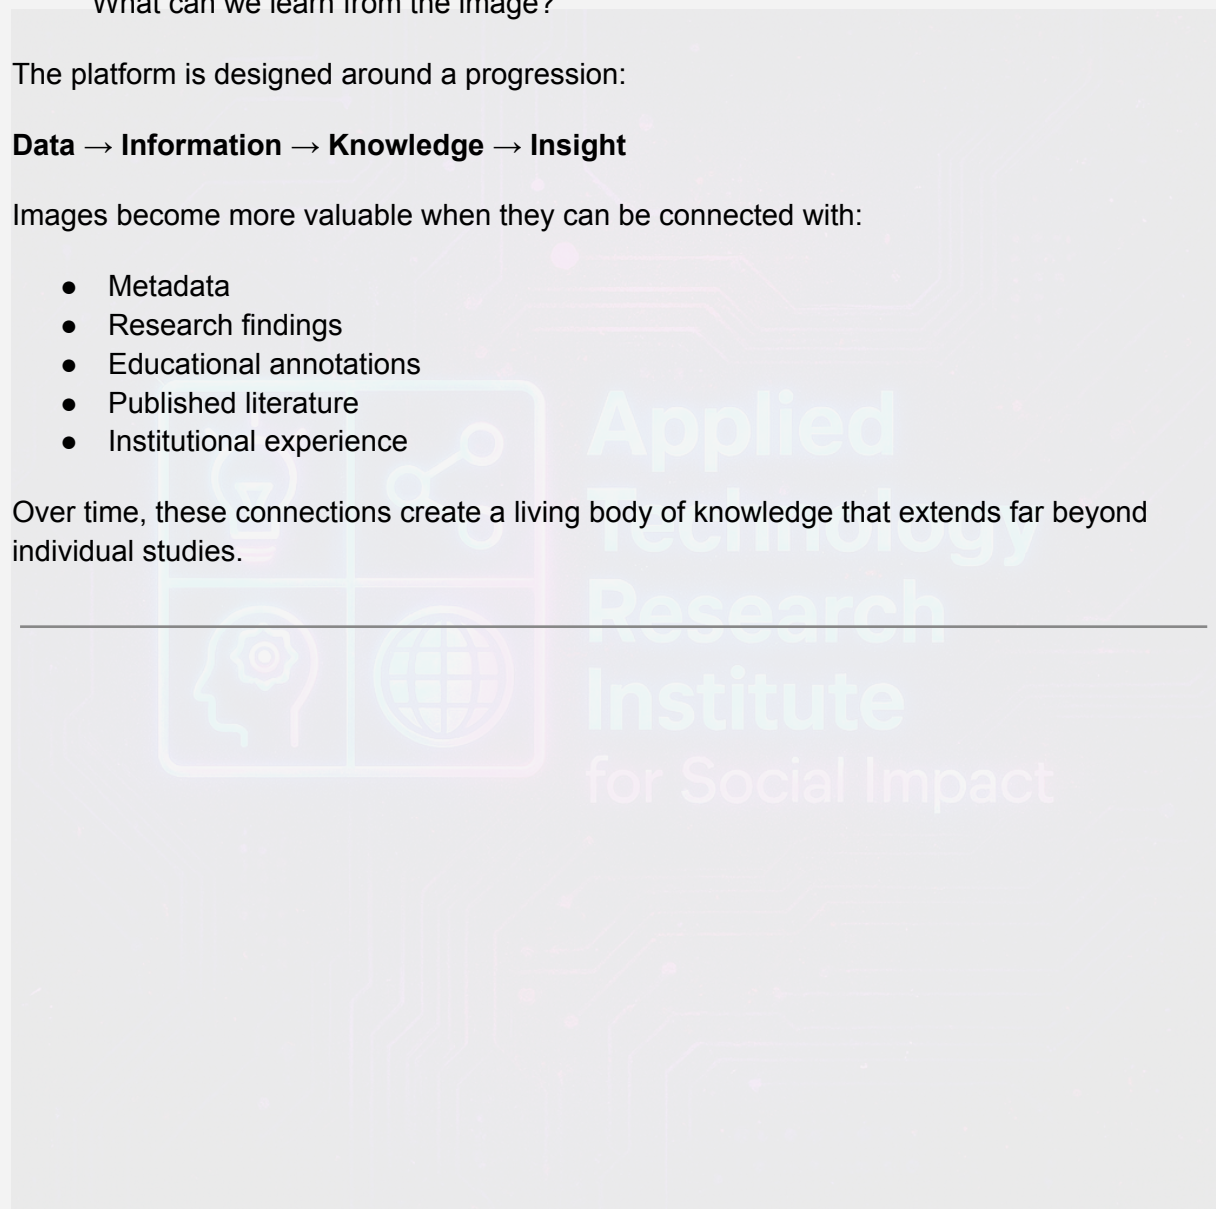 What can we learn from the image?
The platform is designed around a progression:
Data → Information → Knowledge → Insight
Images become more valuable when they can be connected with:
● Metadata
● Research findings
● Educational annotations
● Published literature
● Institutional experience
Over time, these connections create a living body of knowledge that extends far beyond
individual studies.
Applied
Technology
Research
Institute
for Social Impact